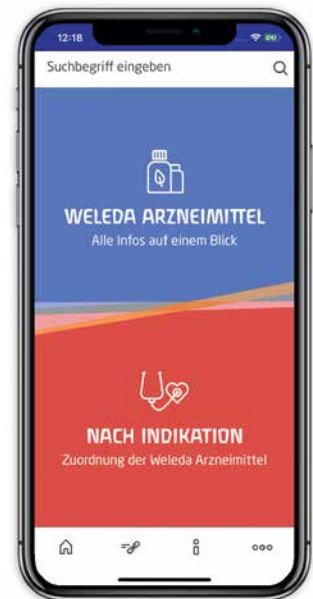 12:18
Suchbegriff eingeben
WELEDA ARZNEIMITTEL
Alle Infos auf einem Blick
NACH INDIKATION
Zuordnung der Weleda Arzneimittel